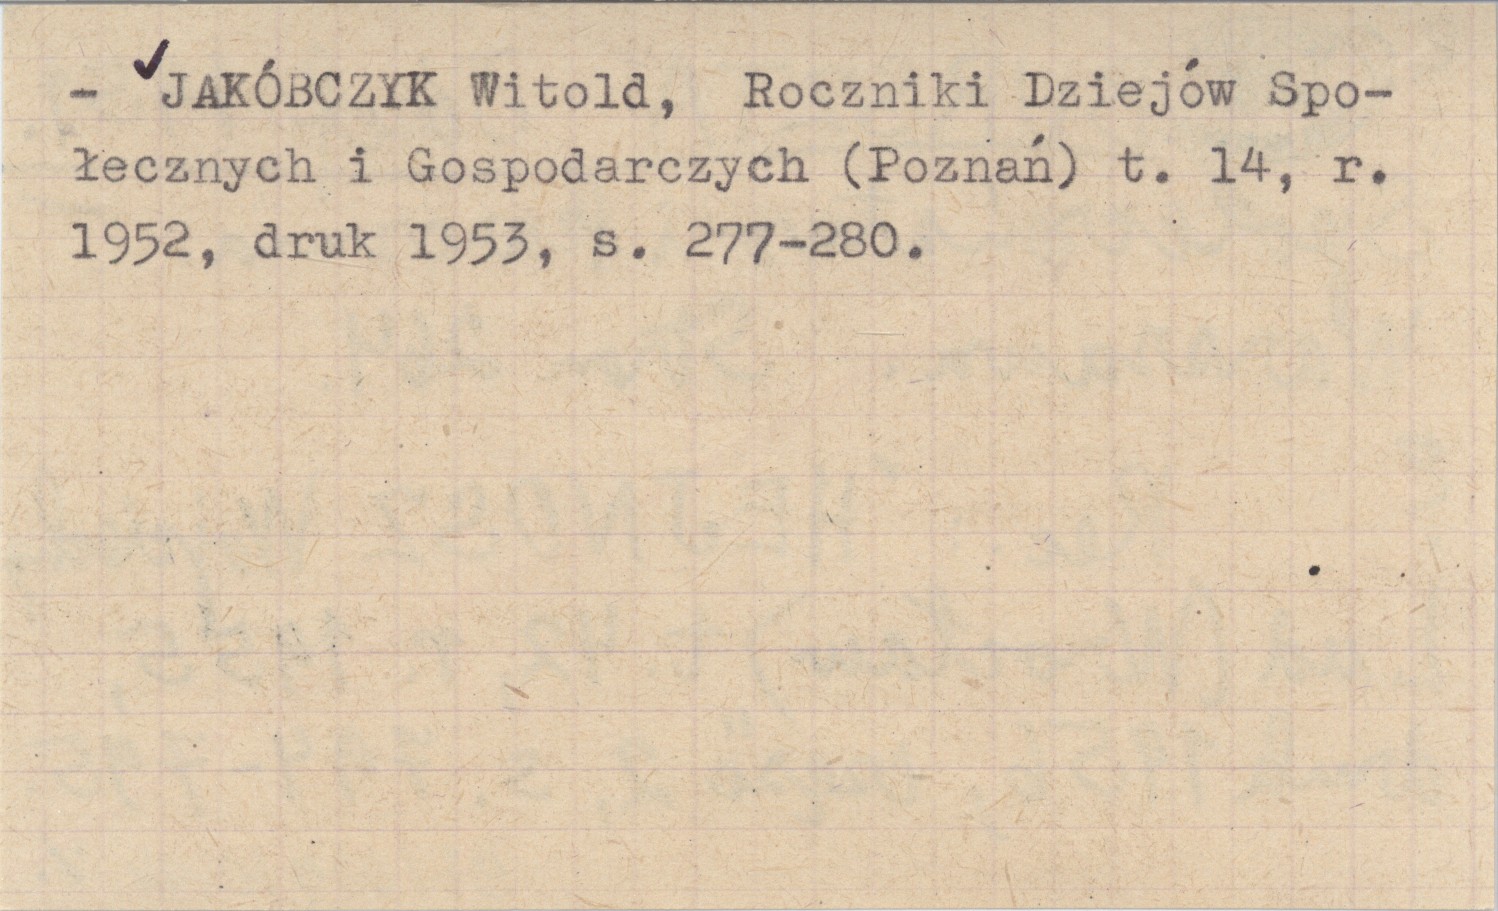 - JAKÓBCZYK Witold, Roczniki Dziejów Spo-
łecznych i Gospodarczych (Poznań) t. 14, r.
1952, druk 1953, s. 277-280.